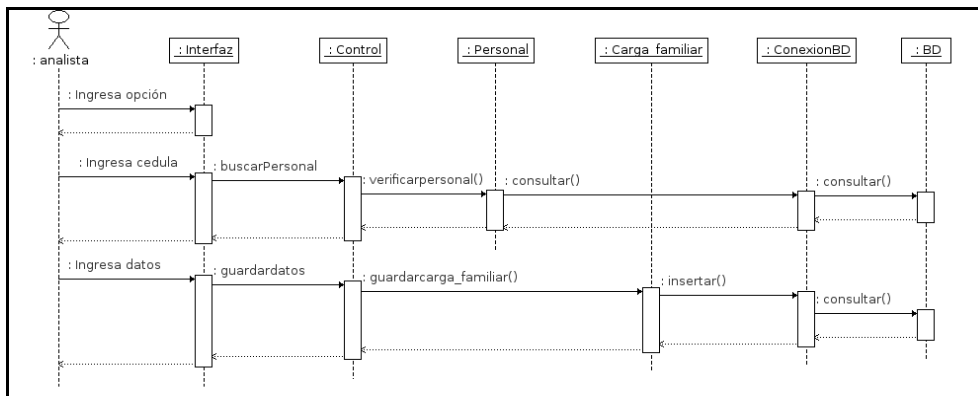 : Interfaz
: Control
: Personal
: Carga_familiar
: ConexionBD
: BD
: analista
: Ingresa opción
: Ingresa cedula
: buscarPersonal
: verificarpersonal()
: consultar()
: consultar()
: Ingresa datos
: guardardatos
: guardarcarga_familiar()
: insertar()
: consultar()